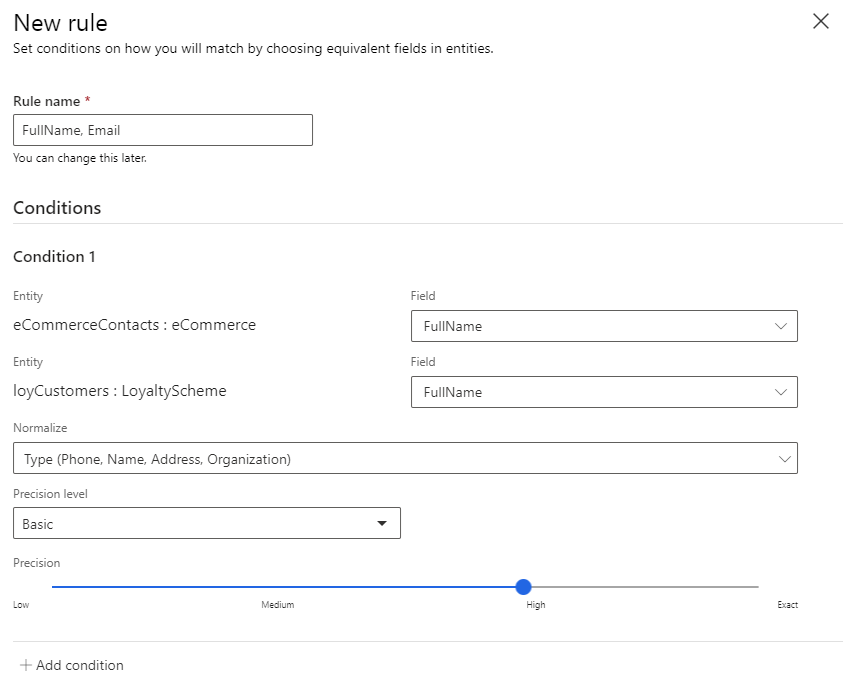 New rule
Set conditions on how you will match by choosing equivalent fields in entities.
Rule name *
FullName, Email
You can change this later.
Conditions
Condition 1
Entity
Field
eCommerceContacts : eCommerce
FullName
Entity
Field
loyCustomers : LoyaltyScheme
FullName
Normalize
Type (Phone, Name, Address, Organization)
Precision level
Basic
Precision
Low Medium High Exact
+ Add condition